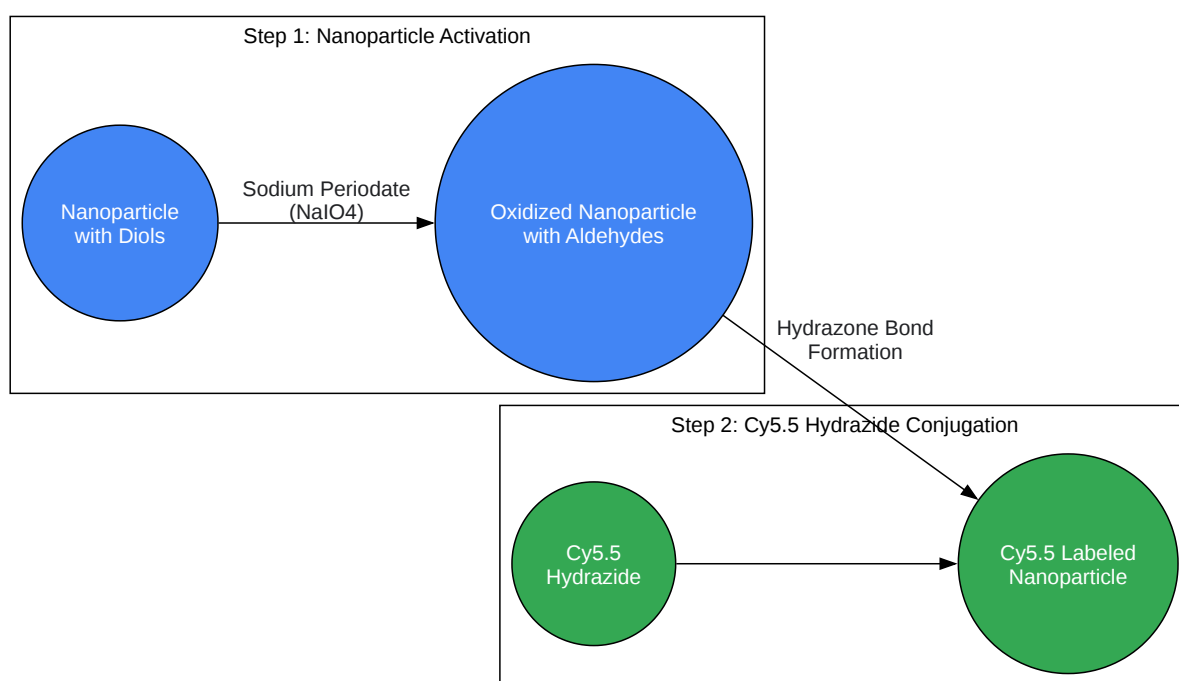 Step 1: Nanoparticle Activation
Nanoparticle
with Diols
Sodium Periodate
(NaIO4)
Oxidized Nanoparticle
with Aldehydes
Hydrazone Bond
Formation
Step 2: Cy5.5 Hydrazide Conjugation
Cy5.5
Hydrazide
Cy5.5 Labeled
Nanoparticle